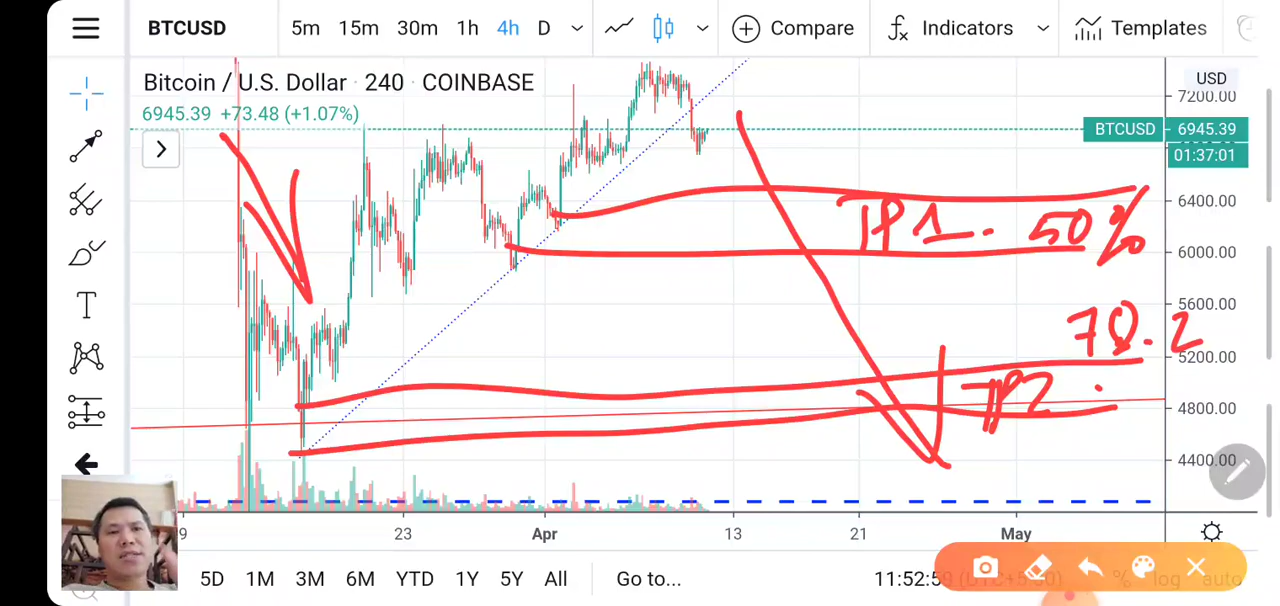 BTCUSD 5m 15m 30m 1h 4h D Compare Indicators Templates
Bitcoin / U.S. Dollar · 240 · COINBASE
USD
7200.00
6945.39 +73.48 (+1.07%)
BTCUSD 6945.39
01:37:01
6400.00
TP1. 50%
6000.00
5600.00
78.2
5200.00
TP2
4800.00
4400.00
9 23 Apr 13 21 May
5D 1M 3M 6M YTD 1Y 5Y All Go to... 11:52:59 % log auto